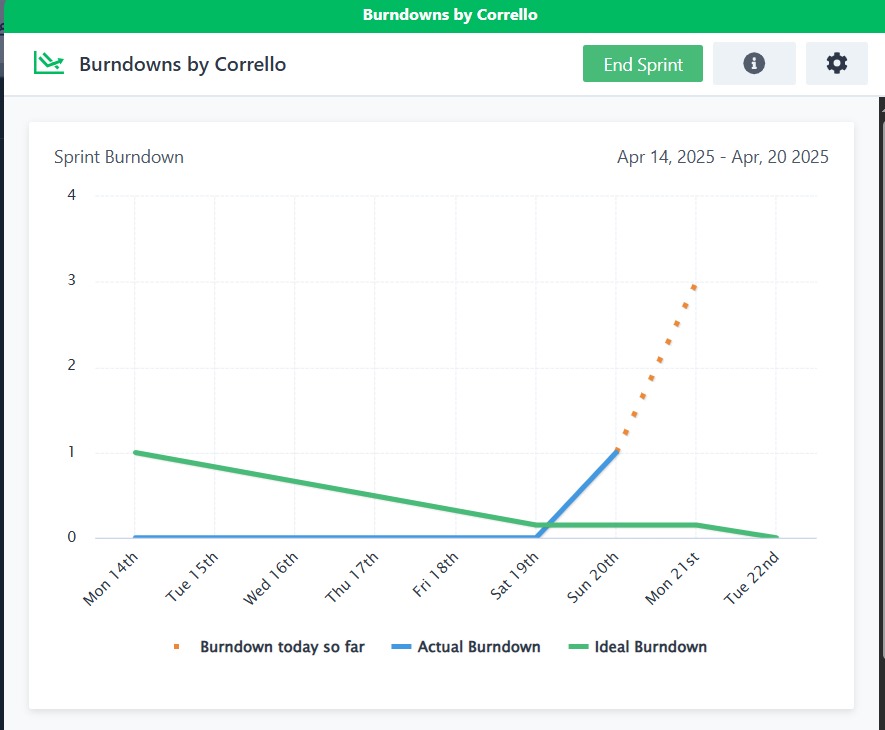 Burndowns by Corrello
Burndowns by Corrello
End Sprint
Sprint Burndown
Apr 14, 2025 - Apr, 20 2025
4
3
2
1
0
Mon 14th
Tue 15th
Wed 16th
Thu 17th
Fri 18th
Sat 19th
Sun 20th
Mon 21st
Tue 22nd
Burndown today so far
Actual Burndown
Ideal Burndown